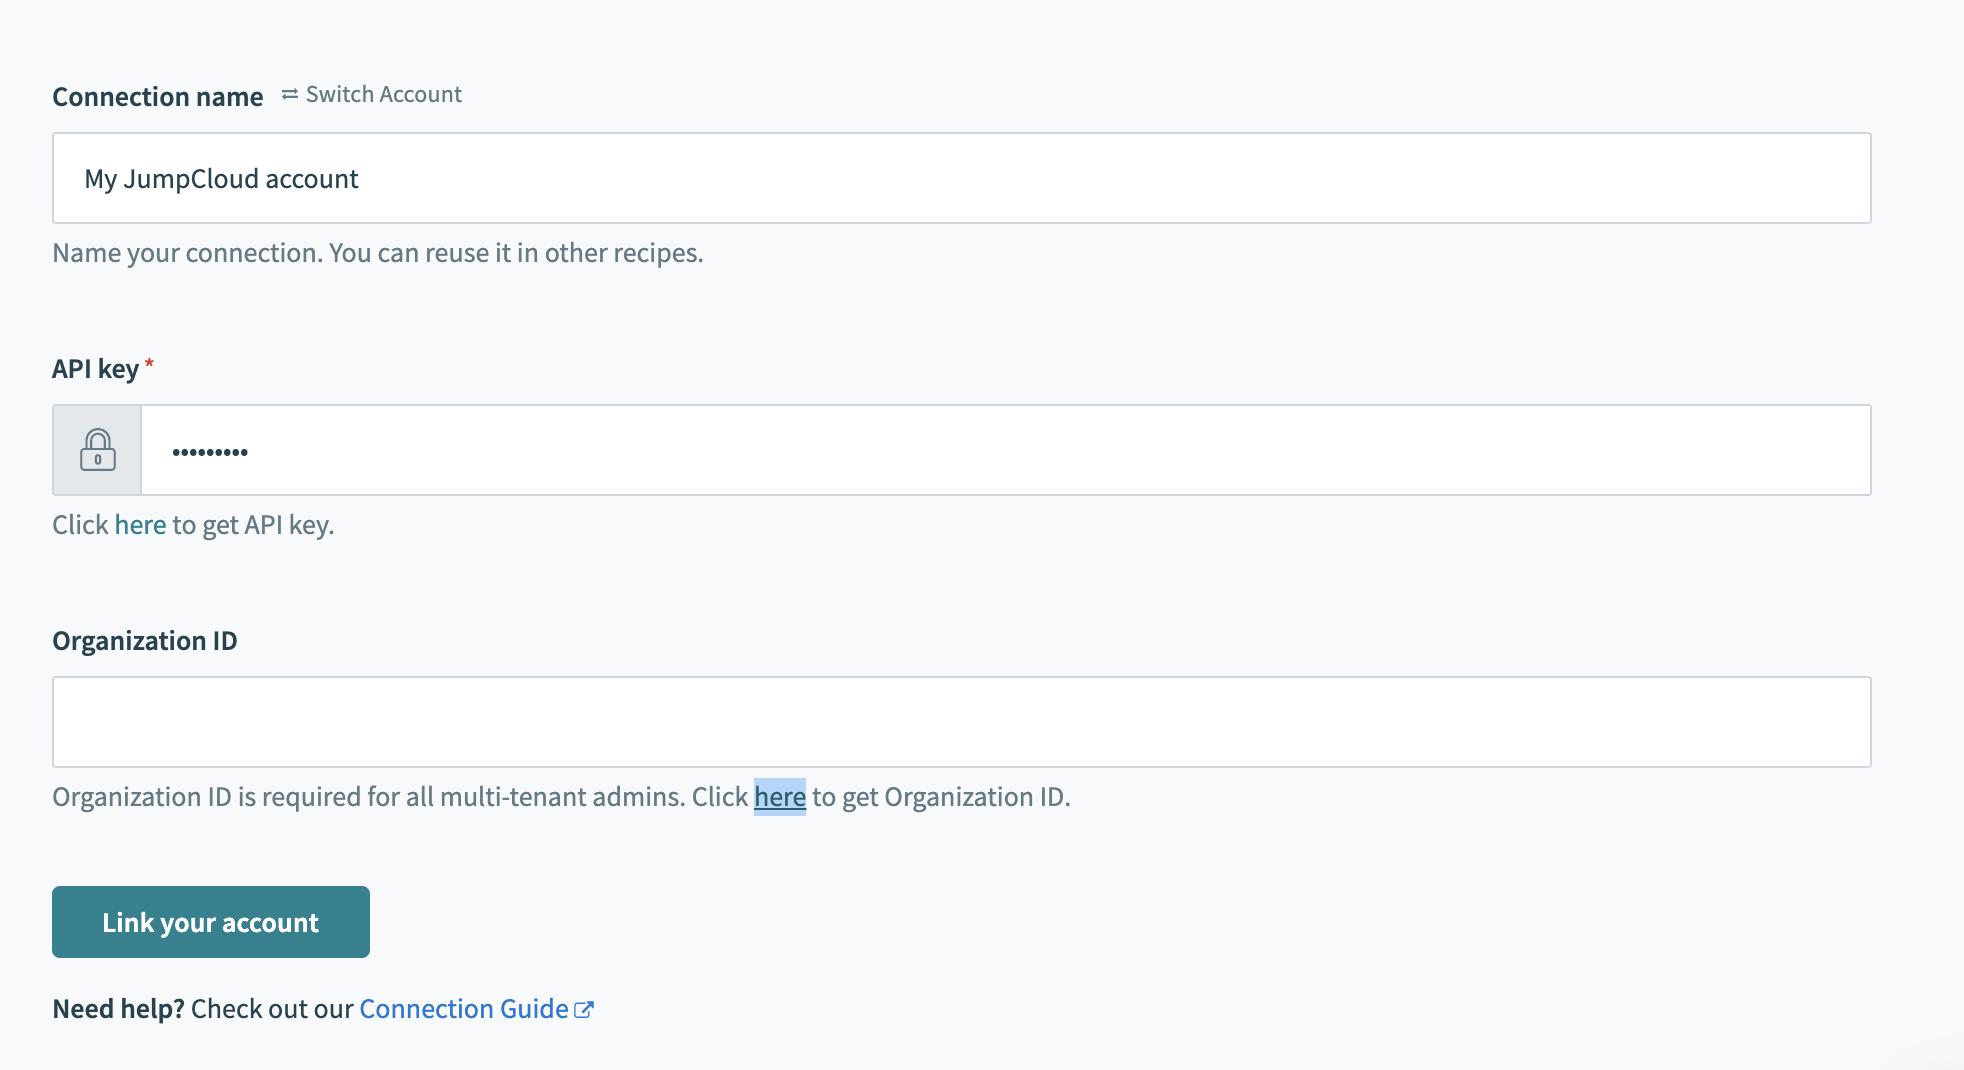 Connection name ⇄ Switch Account
My JumpCloud account
Name your connection. You can reuse it in other recipes.
API key *
•••••••••
Click here to get API key.
Organization ID
Organization ID is required for all multi-tenant admins. Click here to get Organization ID.
Link your account
Need help? Check out our Connection Guide